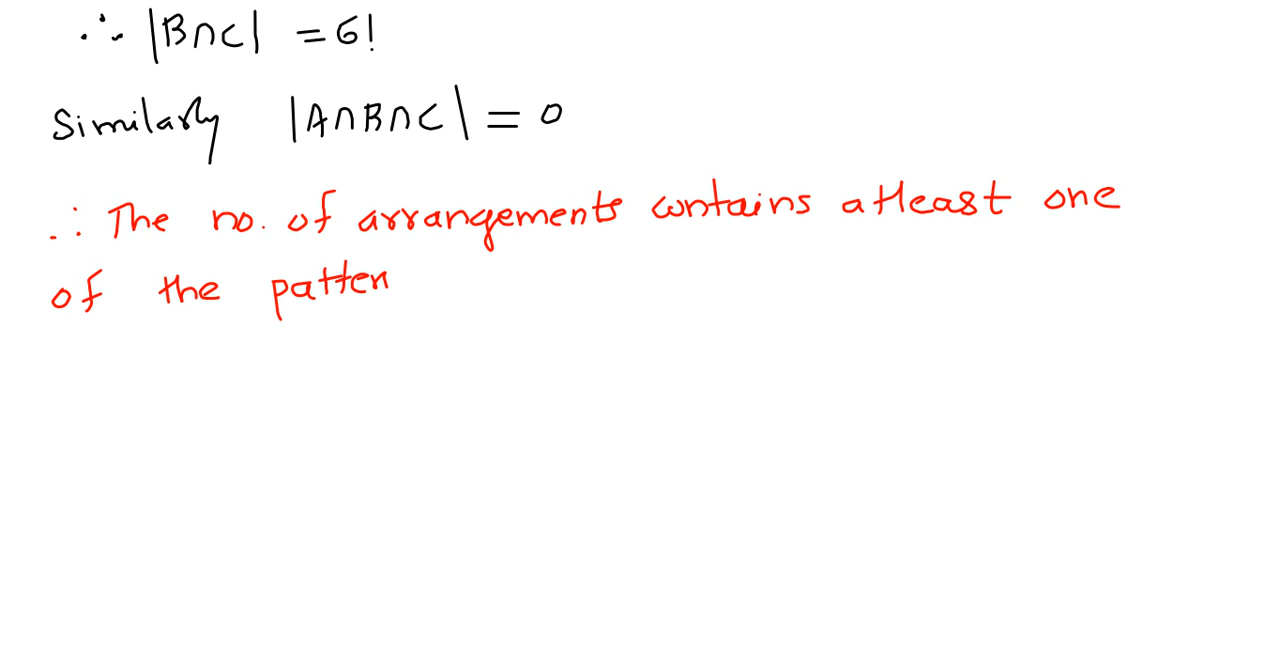 ∴ |B∩C| = 6!
Similarly |A∩B∩C| = 0
∴ The no. of arrangements contains atleast one
of the patten